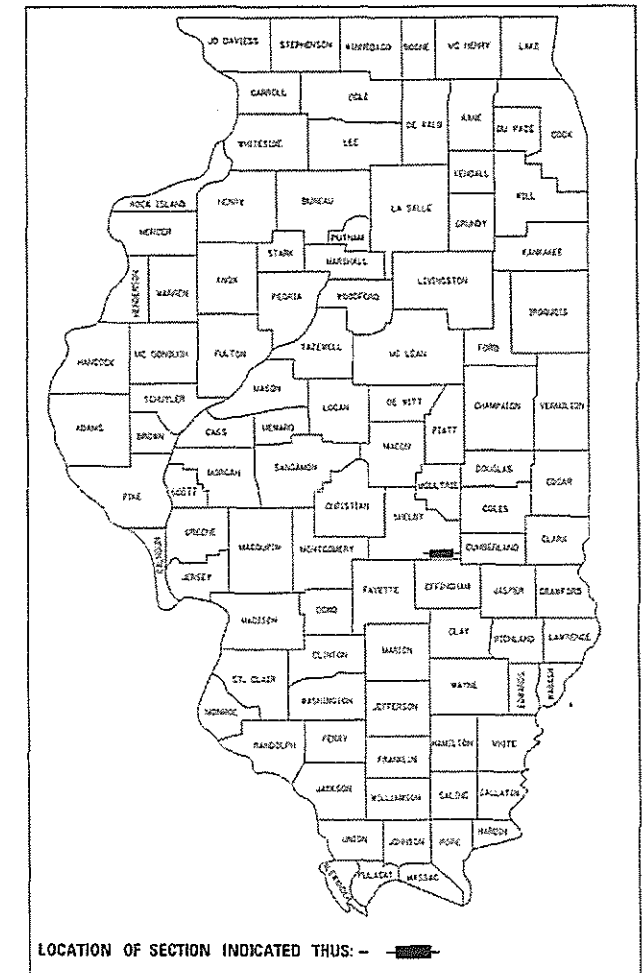 JO DAVIESS STEPHENSON WINNEBAGO BOONE MC HENRY LAKE
CARROLL OGLE DE KALB KANE DU PAGE COOK
WHITESIDE LEE
KENDALL WILL
ROCK ISLAND HENRY BUREAU LA SALLE GRUNDY
MERCER PUTNAM
STARK MARSHALL KANKAKEE
HENDERSON WARREN KNOX PEORIA WOODFORD LIVINGSTON IROQUOIS
HANCOCK MC DONOUGH FULTON TAZEWELL MC LEAN FORD
SCHUYLER MASON LOGAN DE WITT CHAMPAIGN VERMILION
ADAMS BROWN CASS MENARD MACON PIATT
PIKE SCOTT MORGAN SANGAMON MOULTRIE DOUGLAS EDGAR
CHRISTIAN SHELBY COLES
CALHOUN GREENE MACOUPIN MONTGOMERY CUMBERLAND CLARK
JERSEY FAYETTE EFFINGHAM JASPER CRAWFORD
MADISON BOND CLAY RICHLAND LAWRENCE
CLINTON MARION
ST. CLAIR WAYNE EDWARDS WABASH
MONROE WASHINGTON JEFFERSON
RANDOLPH PERRY HAMILTON WHITE
FRANKLIN
JACKSON WILLIAMSON SALINE GALLATIN
UNION JOHNSON POPE HARDIN
ALEXANDER PULASKI MASSAC
LOCATION OF SECTION INDICATED THUS: -